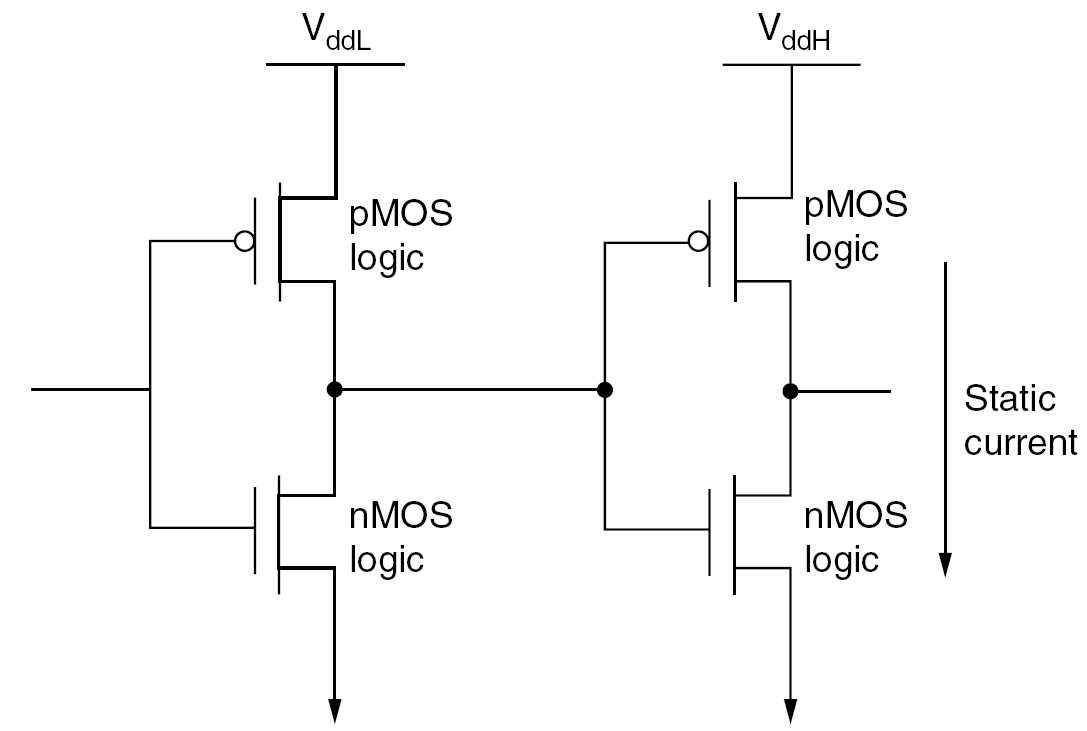 VddL
VddH
pMOS
logic
pMOS
logic
Static
current
nMOS
logic
nMOS
logic